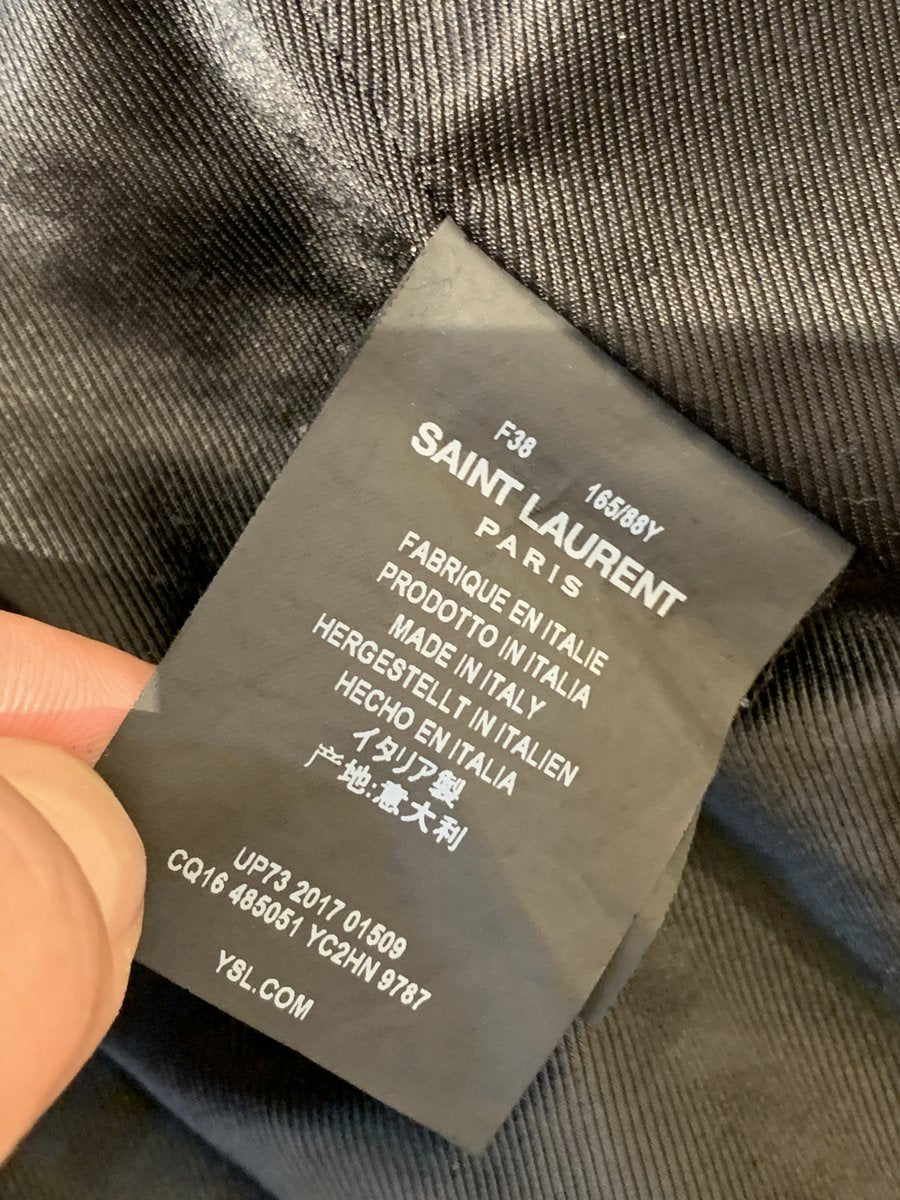 F38 165/88Y
SAINT LAURENT
PARIS
FABRIQUE EN ITALIE
PRODOTTO IN ITALIA
MADE IN ITALY
HERGESTELLT IN ITALIEN
HECHO EN ITALIA
イタリア製
产地:意大利
UP73 2017 01509
CQ16 485051 YC2HN 9787
YSL.COM